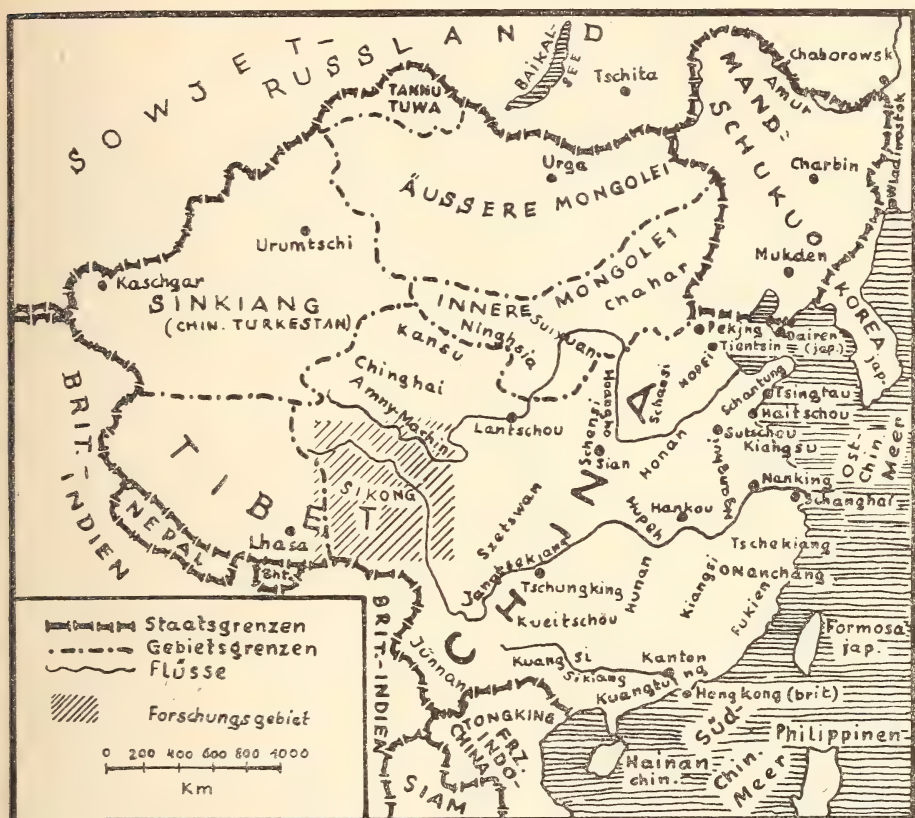 SOWJET-
RUSSLAND
BAIKAL-
SEE
Tschita
TANNU
TUWA
Chaborowsk
Amur
MAND-
SCHUKUO
Wladiwostok
Charbin
Urga
ÄUSSERE MONGOLEI
Urumtschi
Mukden
Kaschgar
SINKIANG
(CHIN. TURKESTAN)
INNERE
MONGOLEI
Chahar
Suiyuan
Ninghsia
Kansu
KOREA jap.
Peking
Tientsin
Dairen
(jap.)
Hopei
Chinghai
Amny-Machin
Lantschou
Hoangho
Schansi
Schensi
Sian
Schantung
Tsingtau
Haitschou
Sutschou
Kiangsu
Honan
Ost-
Chin.
Meer
BRIT.-
INDIEN
TIBET
SIKONG
NEPAL
Lhasa
Bht.
CHINA
Szetswan
Hankou
Hupeh
Nanking
Schanghai
Jangtsekiang
Tschungking
Kueitschou
Hunan
Kiangsi
Nanchang
Tschekiang
Fukien
Formosa
jap.
BRIT.-INDIEN
Jünnan
Kuangsi
Sikiang
Kanton
Kuangtung
Hongkong (brit)
TONGKING
FRZ.
INDO-
CHINA
SIAM
Hainan
chin.
Süd-
Chin.
Meer
Philippinen
Staatsgrenzen
Gebietsgrenzen
Flüsse
Forschungsgebiet
0 200 400 600 800 1000
Km